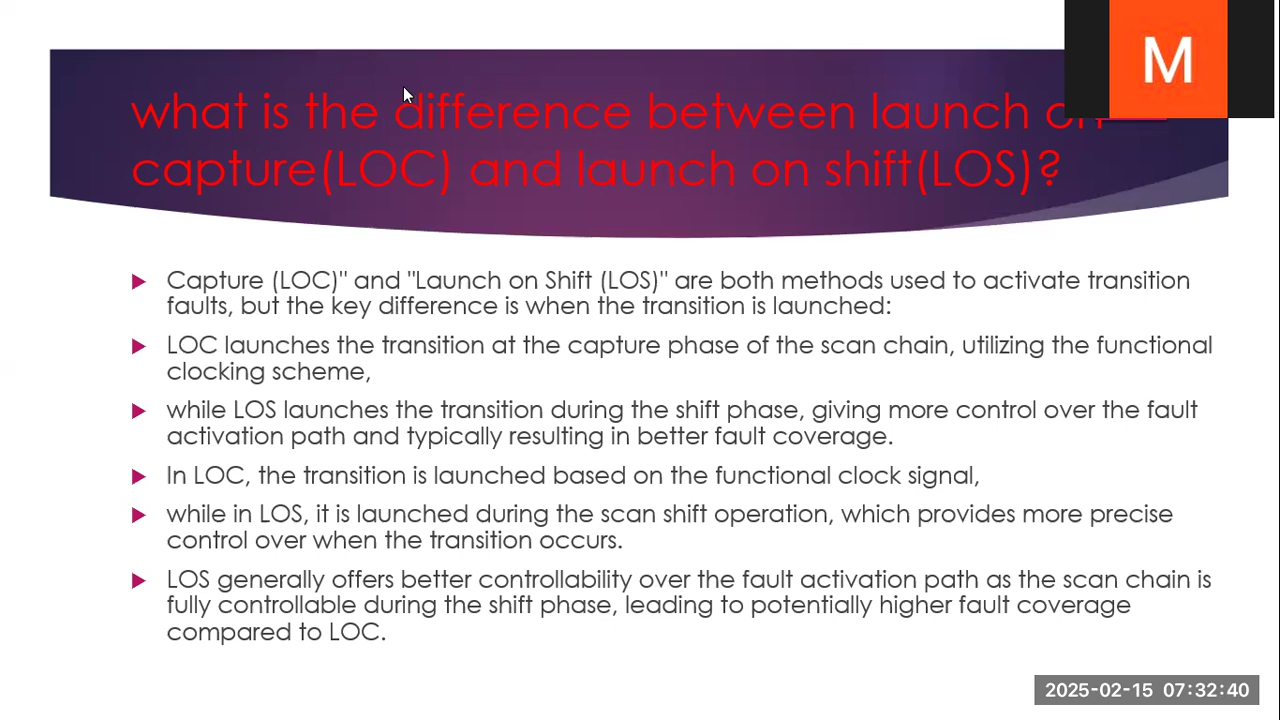 M
what is the difference between launch on
capture(LOC) and launch on shift(LOS)?
Capture (LOC)" and "Launch on Shift (LOS)" are both methods used to activate transition
faults, but the key difference is when the transition is launched:
LOC launches the transition at the capture phase of the scan chain, utilizing the functional
clocking scheme,
while LOS launches the transition during the shift phase, giving more control over the fault
activation path and typically resulting in better fault coverage.
In LOC, the transition is launched based on the functional clock signal,
while in LOS, it is launched during the scan shift operation, which provides more precise
control over when the transition occurs.
LOS generally offers better controllability over the fault activation path as the scan chain is
fully controllable during the shift phase, leading to potentially higher fault coverage
compared to LOC.
2025-02-15 07:32:40